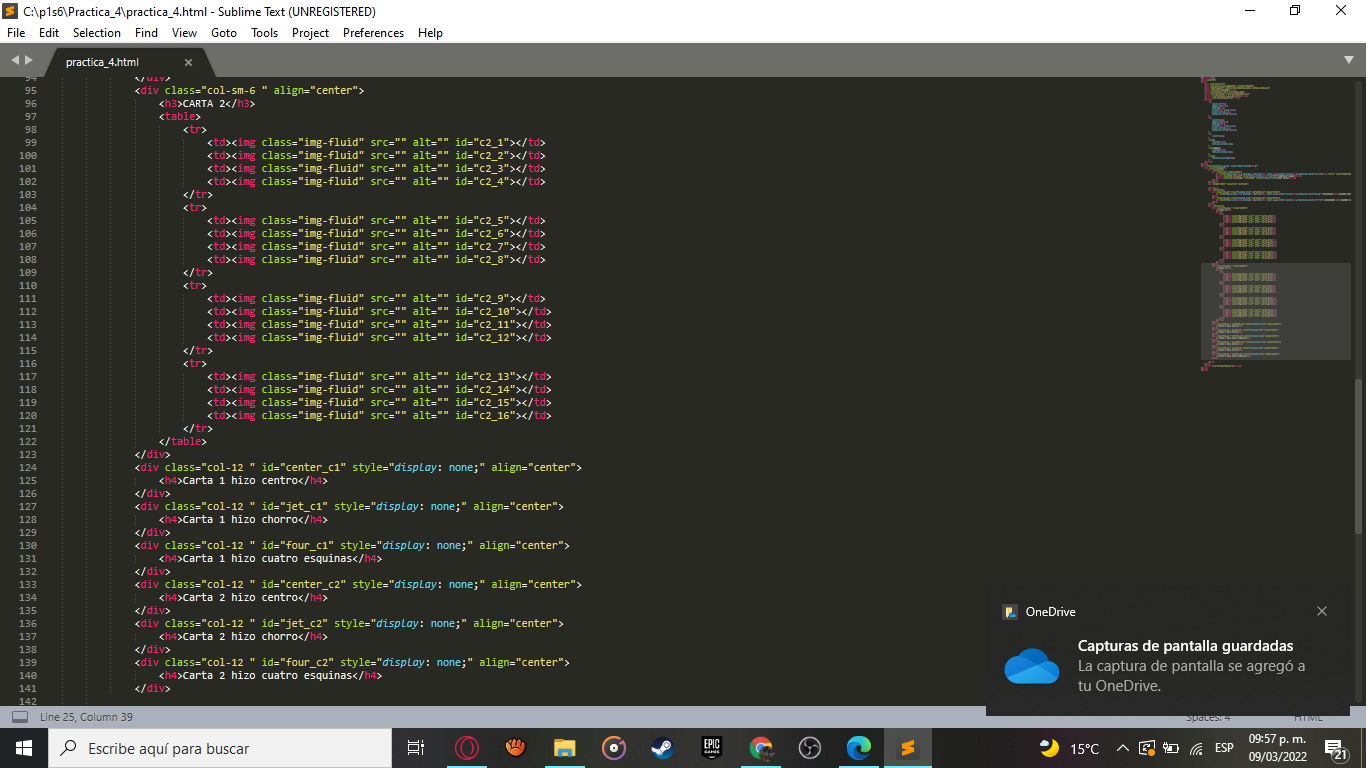 C:\p1s6\Practica_4\practica_4.html - Sublime Text (UNREGISTERED)
File Edit Selection Find View Goto Tools Project Preferences Help
practica_4.html
94 </div>
95 <div class="col-sm-6 " align="center">
96 <h3>CARTA 2</h3>
97 <table>
98 <tr>
99 <td><img class="img-fluid" src="" alt="" id="c2_1"></td>
100 <td><img class="img-fluid" src="" alt="" id="c2_2"></td>
101 <td><img class="img-fluid" src="" alt="" id="c2_3"></td>
102 <td><img class="img-fluid" src="" alt="" id="c2_4"></td>
103 </tr>
104 <tr>
105 <td><img class="img-fluid" src="" alt="" id="c2_5"></td>
106 <td><img class="img-fluid" src="" alt="" id="c2_6"></td>
107 <td><img class="img-fluid" src="" alt="" id="c2_7"></td>
108 <td><img class="img-fluid" src="" alt="" id="c2_8"></td>
109 </tr>
110 <tr>
111 <td><img class="img-fluid" src="" alt="" id="c2_9"></td>
112 <td><img class="img-fluid" src="" alt="" id="c2_10"></td>
113 <td><img class="img-fluid" src="" alt="" id="c2_11"></td>
114 <td><img class="img-fluid" src="" alt="" id="c2_12"></td>
115 </tr>
116 <tr>
117 <td><img class="img-fluid" src="" alt="" id="c2_13"></td>
118 <td><img class="img-fluid" src="" alt="" id="c2_14"></td>
119 <td><img class="img-fluid" src="" alt="" id="c2_15"></td>
120 <td><img class="img-fluid" src="" alt="" id="c2_16"></td>
121 </tr>
122 </table>
123 </div>
124 <div class="col-12 " id="center_c1" style="display: none;" align="center">
125 <h4>Carta 1 hizo centro</h4>
126 </div>
127 <div class="col-12 " id="jet_c1" style="display: none;" align="center">
128 <h4>Carta 1 hizo chorro</h4>
129 </div>
130 <div class="col-12 " id="four_c1" style="display: none;" align="center">
131 <h4>Carta 1 hizo cuatro esquinas</h4>
132 </div>
133 <div class="col-12 " id="center_c2" style="display: none;" align="center">
134 <h4>Carta 2 hizo centro</h4>
135 </div>
136 <div class="col-12 " id="jet_c2" style="display: none;" align="center">
137 <h4>Carta 2 hizo chorro</h4>
138 </div>
139 <div class="col-12 " id="four_c2" style="display: none;" align="center">
140 <h4>Carta 2 hizo cuatro esquinas</h4>
141 </div>
142
OneDrive
Capturas de pantalla guardadas
La captura de pantalla se agregó a
tu OneDrive.
Line 25, Column 39
Spaces: 4 HTML
Escribe aquí para buscar
EPIC GAMES
15°C
ESP
09:57 p. m.
09/03/2022
21